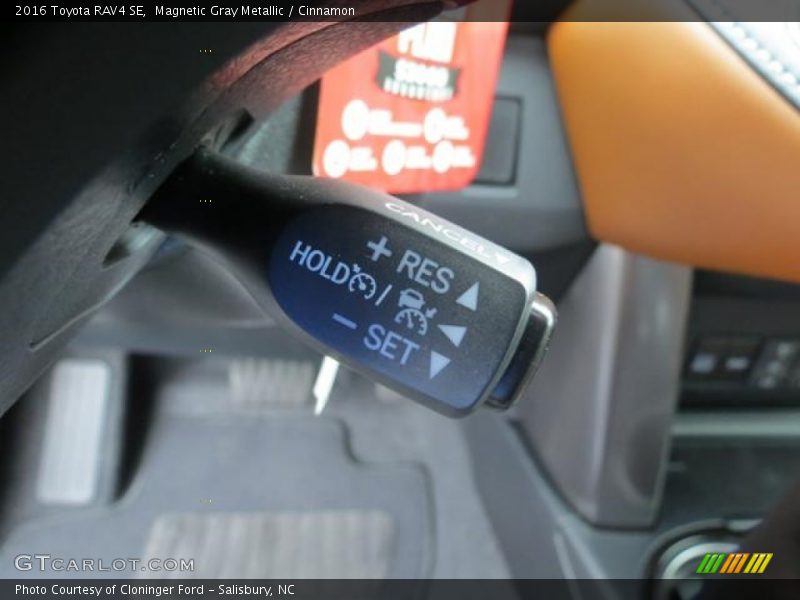 2016 Toyota RAV4 SE,  Magnetic Gray Metallic / Cinnamon
CANCEL
+ RES
HOLD /
− SET
GTCARLOT.COM
Photo Courtesy of Cloninger Ford - Salisbury, NC